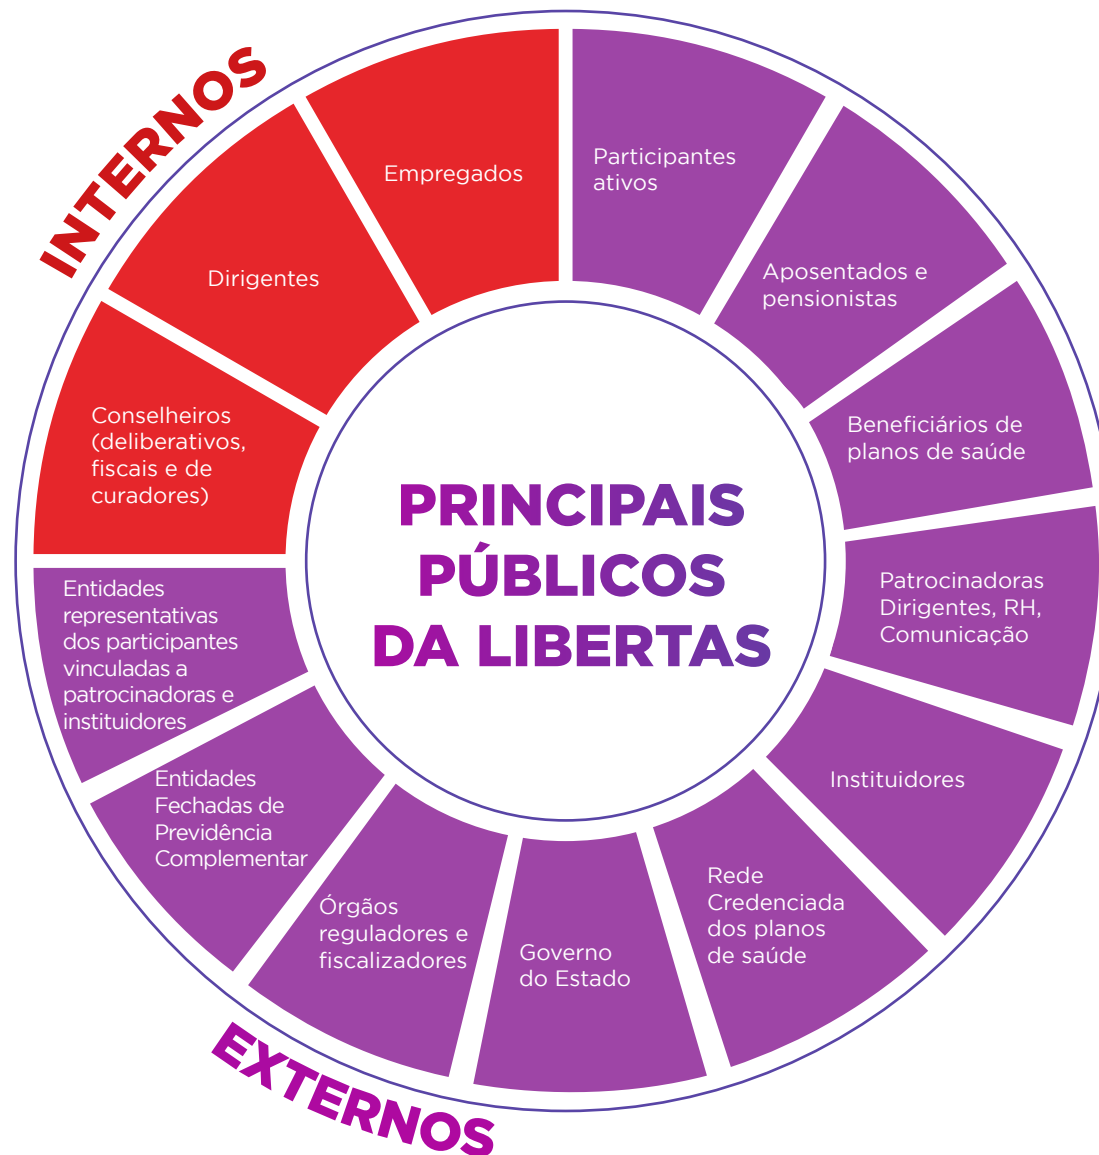 INTERNOS
Empregados
Dirigentes
Conselheiros
(deliberativos,
fiscais e de
curadores)
PRINCIPAIS
PÚBLICOS
DA LIBERTAS
Participantes
ativos
Aposentados e
pensionistas
Beneficiários de
planos de saúde
Patrocinadoras
Dirigentes, RH,
Comunicação
Instituidores
Rede
Credenciada
dos planos
de saúde
Governo
do Estado
Órgãos
reguladores e
fiscalizadores
Entidades
Fechadas de
Previdência
Complementar
Entidades
representativas
dos participantes
vinculadas a
patrocinadoras e
instituidores
EXTERNOS